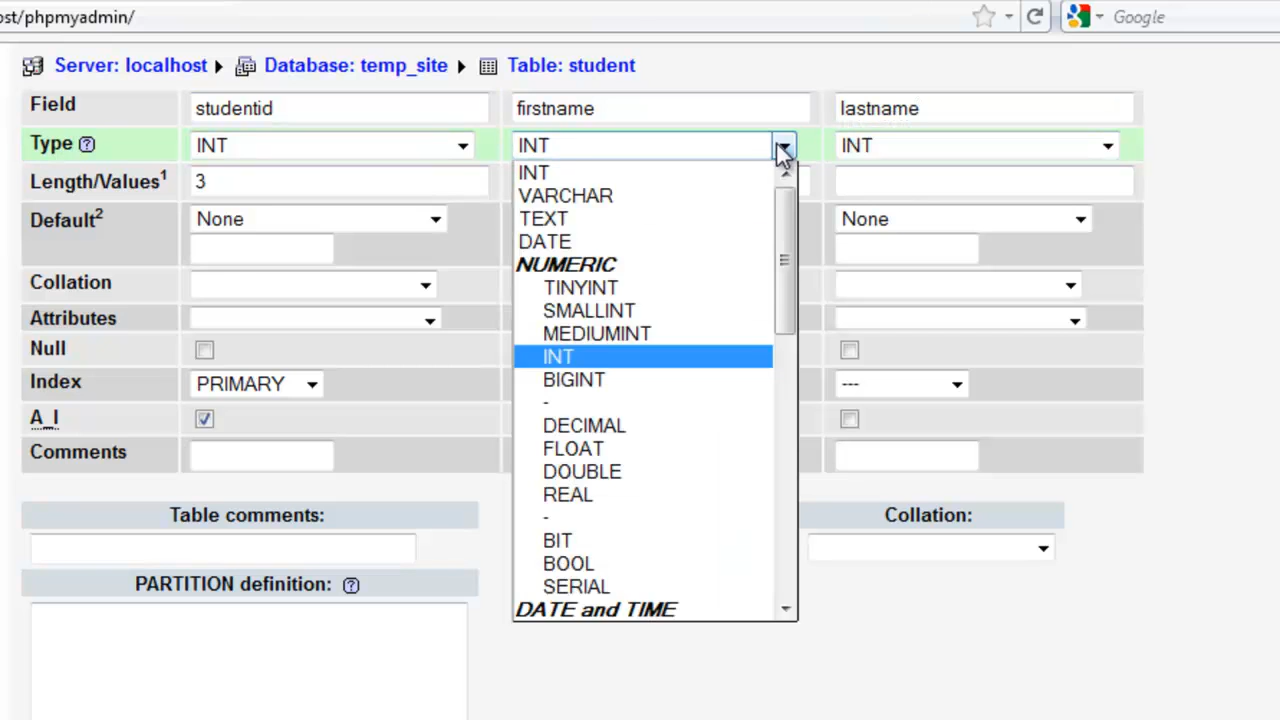 ost/phpmyadmin/
Google
Server: localhost
Database: temp_site
Table: student
Field
studentid
firstname
lastname
Type
INT
INT
INT
Length/Values1
3
Default2
None
None
Collation
Attributes
Null
Index
PRIMARY
---
A_I
Comments
INT
VARCHAR
TEXT
DATE
NUMERIC
TINYINT
SMALLINT
MEDIUMINT
INT
BIGINT
-
DECIMAL
FLOAT
DOUBLE
REAL
-
BIT
BOOL
SERIAL
DATE and TIME
Table comments:
Collation:
PARTITION definition: